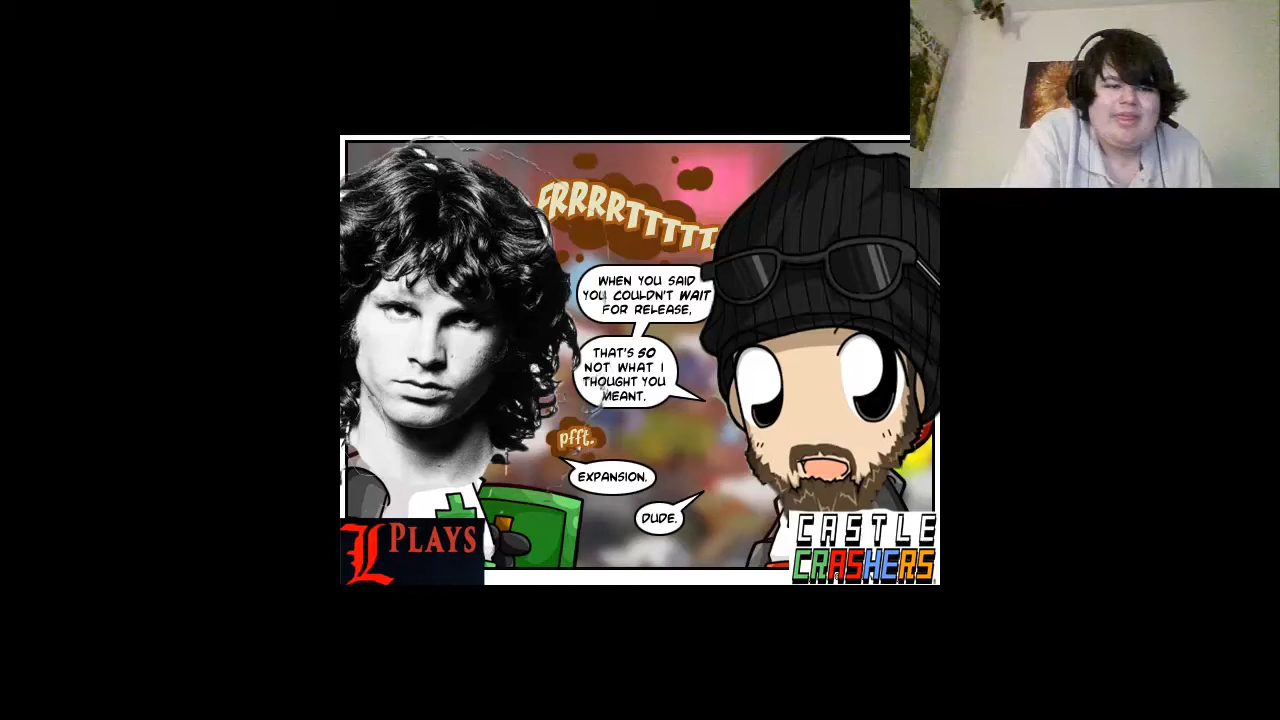 FRRRRTTTTT.
WHEN YOU SAID
YOU COULDN'T WAIT
FOR RELEASE,
THAT'S SO
NOT WHAT I
THOUGHT YOU
MEANT.
pfft.
EXPANSION.
DUDE.
L PLAYS
CASTLE
CRASHERS